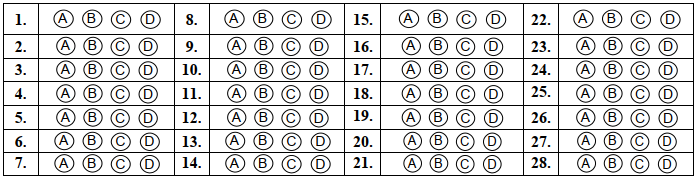 1. A B C D 8. A B C D 15. A B C D 22. A B C D
2. A B C D 9. A B C D 16. A B C D 23. A B C D
3. A B C D 10. A B C D 17. A B C D 24. A B C D
4. A B C D 11. A B C D 18. A B C D 25. A B C D
5. A B C D 12. A B C D 19. A B C D 26. A B C D
6. A B C D 13. A B C D 20. A B C D 27. A B C D
7. A B C D 14. A B C D 21. A B C D 28. A B C D